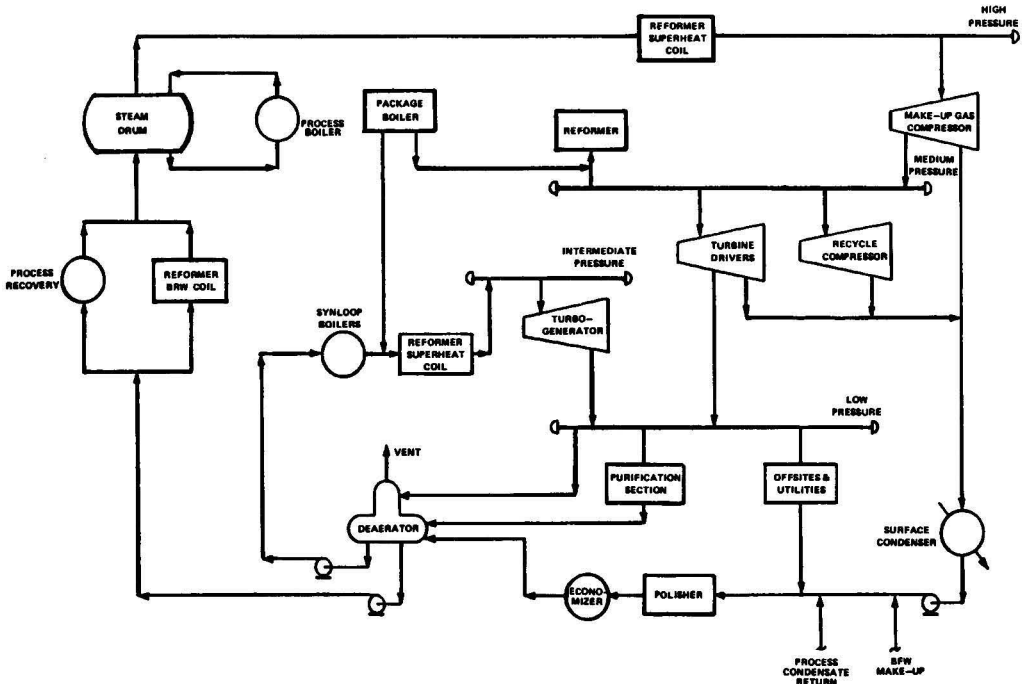 HIGH
PRESSURE
REFORMER
SUPERHEAT
COIL
STEAM
DRUM
PROCESS
BOILER
PACKAGE
BOILER
REFORMER
MAKE-UP GAS
COMPRESSOR
MEDIUM
PRESSURE
PROCESS
RECOVERY
REFORMER
BRW COIL
INTERMEDIATE
PRESSURE
TURBINE
DRIVERS
RECYCLE
COMPRESSOR
SYNLOOP
BOILERS
REFORMER
SUPERHEAT
COIL
TURBO-
GENERATOR
LOW
PRESSURE
VENT
PURIFICATION
SECTION
OFFSITES &
UTILITIES
DEAERATOR
SURFACE
CONDENSER
ECONO-
MIZER
POLISHER
PROCESS
CONDENSATE
RETURN
BFW
MAKE-UP